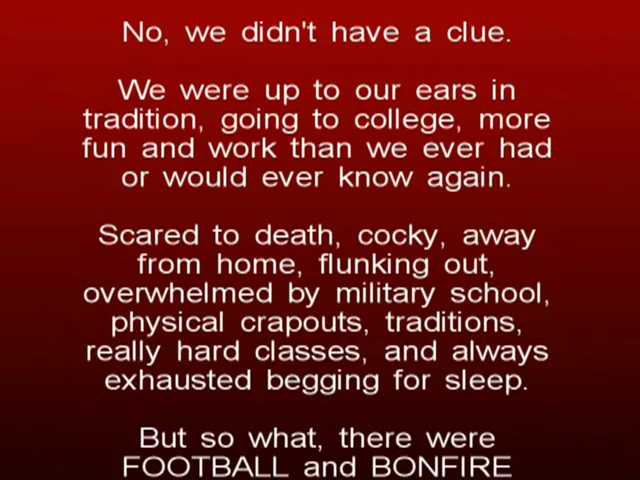 No, we didn't have a clue.
We were up to our ears in
tradition, going to college, more
fun and work than we ever had
or would ever know again.
Scared to death, cocky, away
from home, flunking out,
overwhelmed by military school,
physical crapouts, traditions,
really hard classes, and always
exhausted begging for sleep.
But so what, there were
FOOTBALL and BONFIRE